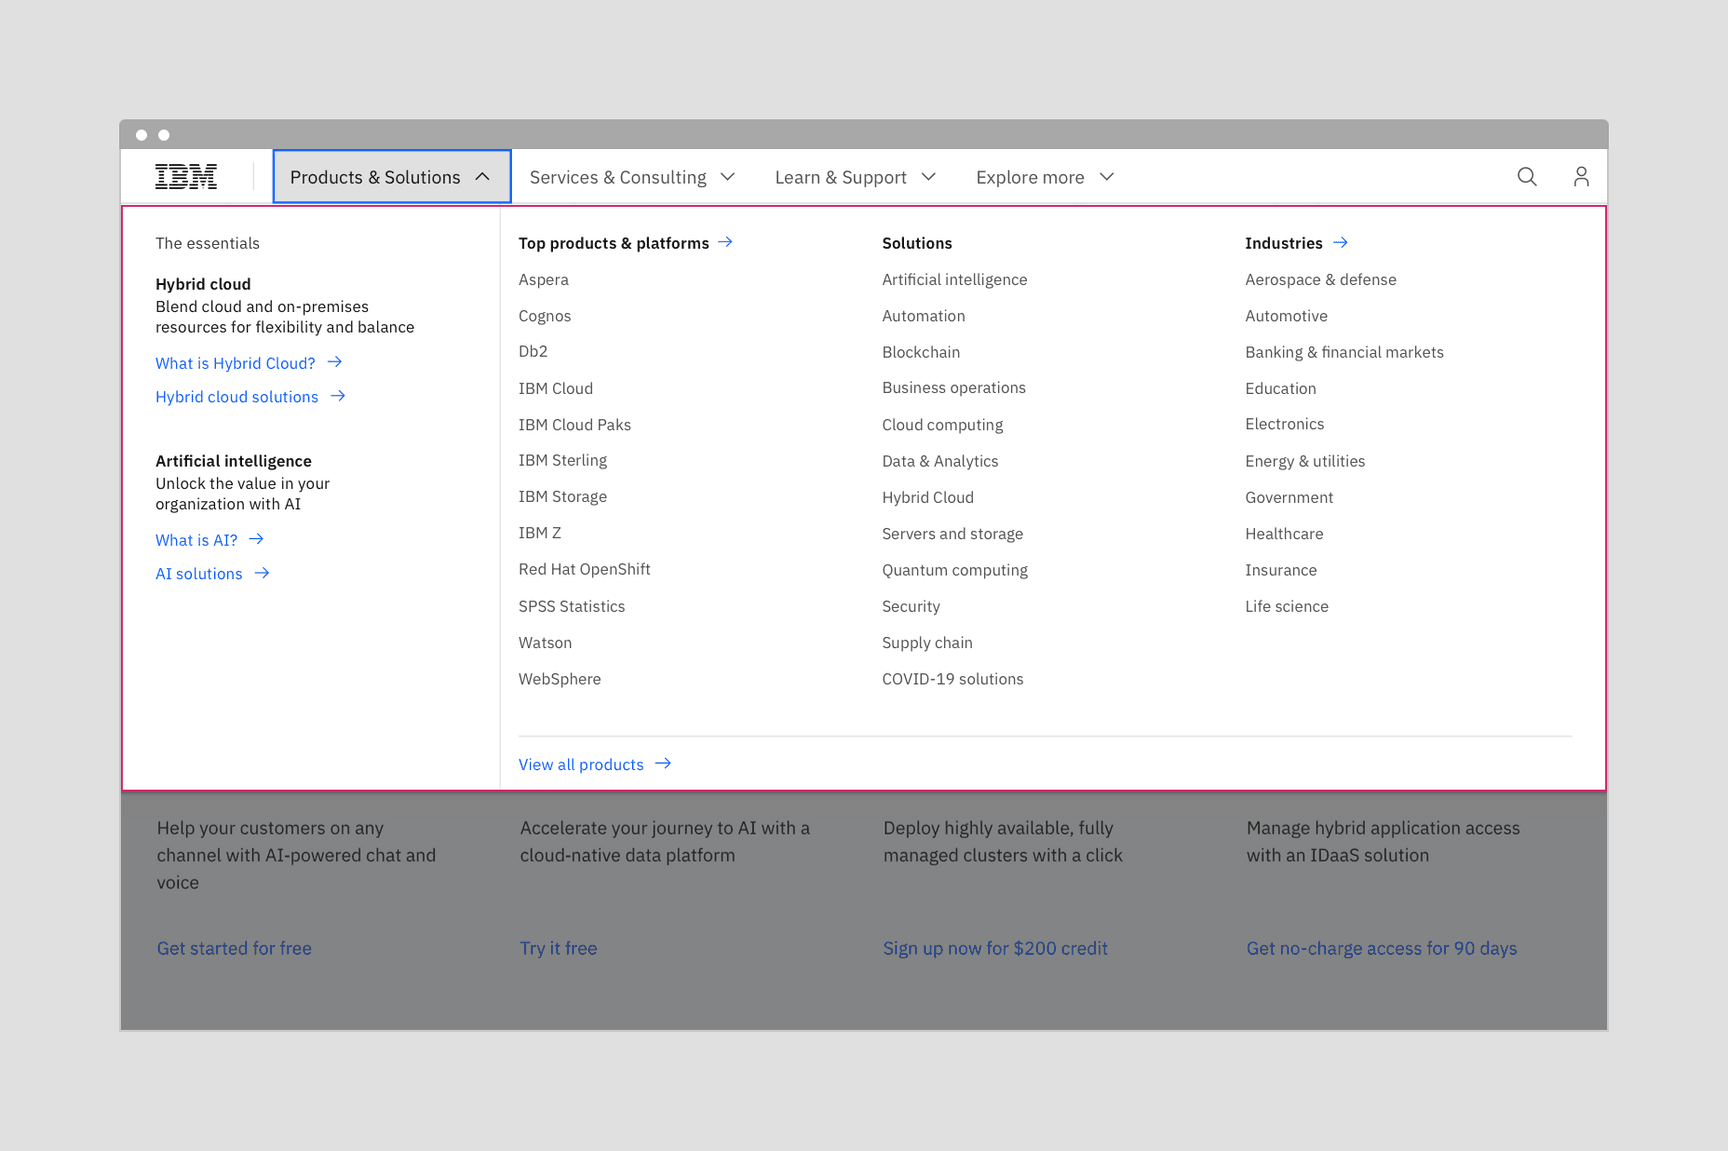 IBM
Products & Solutions
Services & Consulting
Learn & Support
Explore more
The essentials
Hybrid cloud
Blend cloud and on-premises
resources for flexibility and balance
What is Hybrid Cloud?
Hybrid cloud solutions
Artificial intelligence
Unlock the value in your
organization with AI
What is AI?
AI solutions
Top products & platforms
Aspera
Cognos
Db2
IBM Cloud
IBM Cloud Paks
IBM Sterling
IBM Storage
IBM Z
Red Hat OpenShift
SPSS Statistics
Watson
WebSphere
Solutions
Artificial intelligence
Automation
Blockchain
Business operations
Cloud computing
Data & Analytics
Hybrid Cloud
Servers and storage
Quantum computing
Security
Supply chain
COVID-19 solutions
Industries
Aerospace & defense
Automotive
Banking & financial markets
Education
Electronics
Energy & utilities
Government
Healthcare
Insurance
Life science
View all products
Help your customers on any
channel with AI-powered chat and
voice
Get started for free
Accelerate your journey to AI with a
cloud-native data platform
Try it free
Deploy highly available, fully
managed clusters with a click
Sign up now for $200 credit
Manage hybrid application access
with an IDaaS solution
Get no-charge access for 90 days